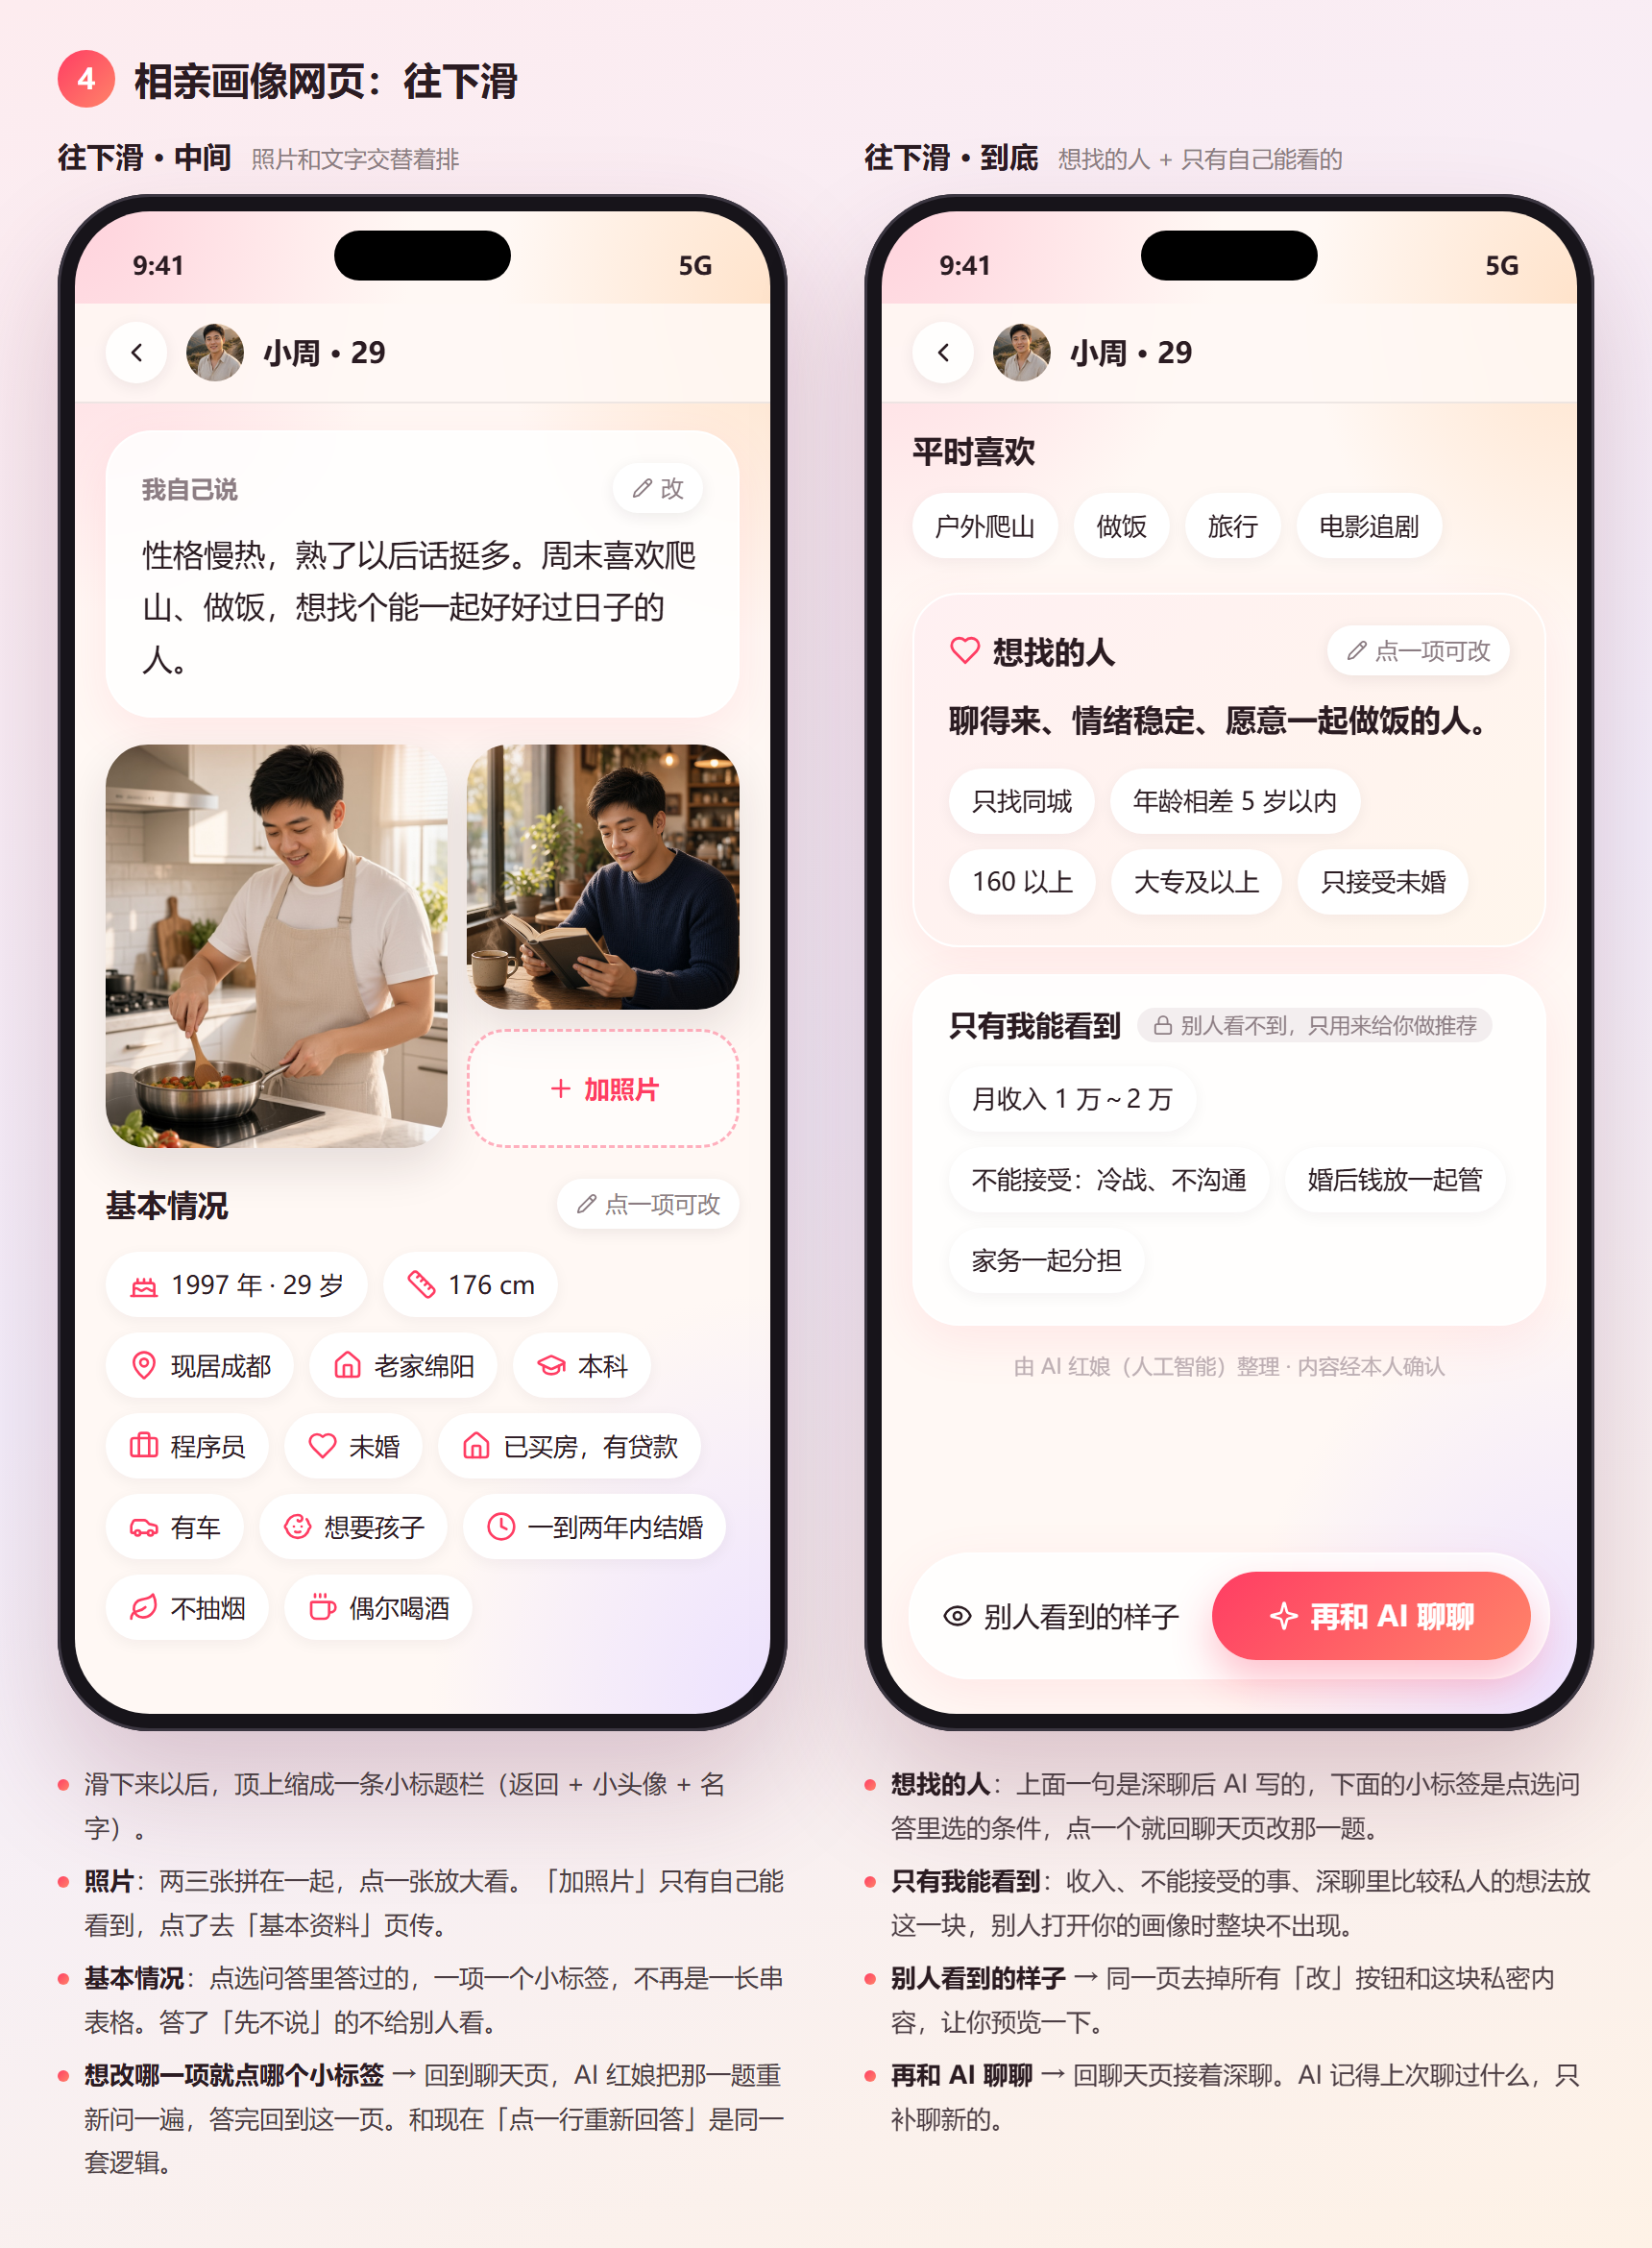 4 相亲画像网页：往下滑
往下滑 • 中间 照片和文字交替着排
9:41 5G
小周 • 29
我自己说 改
性格慢热，熟了以后话挺多。周末喜欢爬
山、做饭，想找个能一起好好过日子的
人。
+ 加照片
基本情况 点一项可改
1997 年 · 29 岁 176 cm
现居成都 老家绵阳 本科
程序员 未婚 已买房，有贷款
有车 想要孩子 一到两年内结婚
不抽烟 偶尔喝酒
滑下来以后，顶上缩成一条小标题栏（返回 + 小头像 + 名
字）。
照片：两三张拼在一起，点一张放大看。「加照片」只有自己能
看到，点了去「基本资料」页传。
基本情况：点选问答里答过的，一项一个小标签，不再是一长串
表格。答了「先不说」的不给别人看。
想改哪一项就点哪个小标签 → 回到聊天页，AI 红娘把那一题重
新问一遍，答完回到这一页。和现在「点一行重新回答」是同一
套逻辑。
往下滑 • 到底 想找的人 + 只有自己能看的
9:41 5G
小周 • 29
平时喜欢
户外爬山 做饭 旅行 电影追剧
想找的人 点一项可改
聊得来、情绪稳定、愿意一起做饭的人。
只找同城 年龄相差 5 岁以内
160 以上 大专及以上 只接受未婚
只有我能看到 别人看不到，只用来给你做推荐
月收入 1 万～2 万
不能接受：冷战、不沟通 婚后钱放一起管
家务一起分担
由 AI 红娘（人工智能）整理 · 内容经本人确认
别人看到的样子 再和 AI 聊聊
想找的人：上面一句是深聊后 AI 写的，下面的小标签是点选问
答里选的条件，点一个就回聊天页改那一题。
只有我能看到：收入、不能接受的事、深聊里比较私人的想法放
这一块，别人打开你的画像时整块不出现。
别人看到的样子 → 同一页去掉所有「改」按钮和这块私密内
容，让你预览一下。
再和 AI 聊聊 → 回聊天页接着深聊。AI 记得上次聊过什么，只
补聊新的。